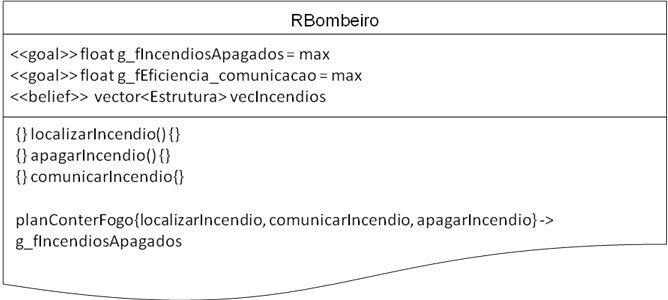 RBombeiro
<<goal>> float g_fIncendiosApagados = max
<<goal>> float g_fEficiencia_comunicacao = max
<<belief>> vector<Estrutura> vecIncendios
{} localizarIncendio() {}
{} apagarIncendio() {}
{} comunicarIncendio{}
planConterFogo{localizarIncendio, comunicarIncendio, apagarIncendio} ->
g_fIncendiosApagados